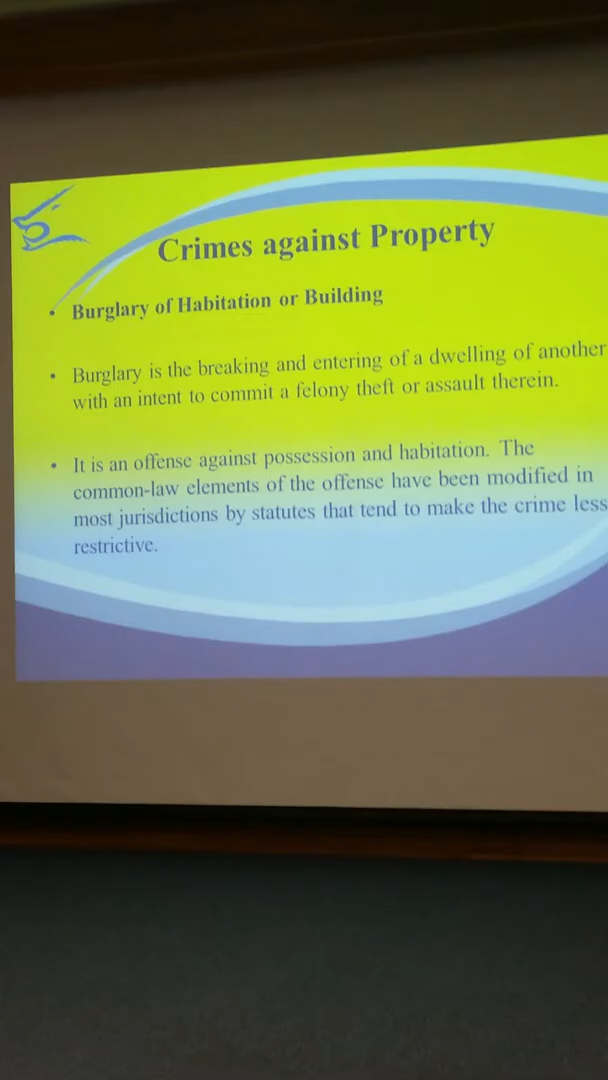 Crimes against Property
• Burglary of Habitation or Building
• Burglary is the breaking and entering of a dwelling of another
with an intent to commit a felony theft or assault therein.
• It is an offense against possession and habitation. The
common-law elements of the offense have been modified in
most jurisdictions by statutes that tend to make the crime less
restrictive.